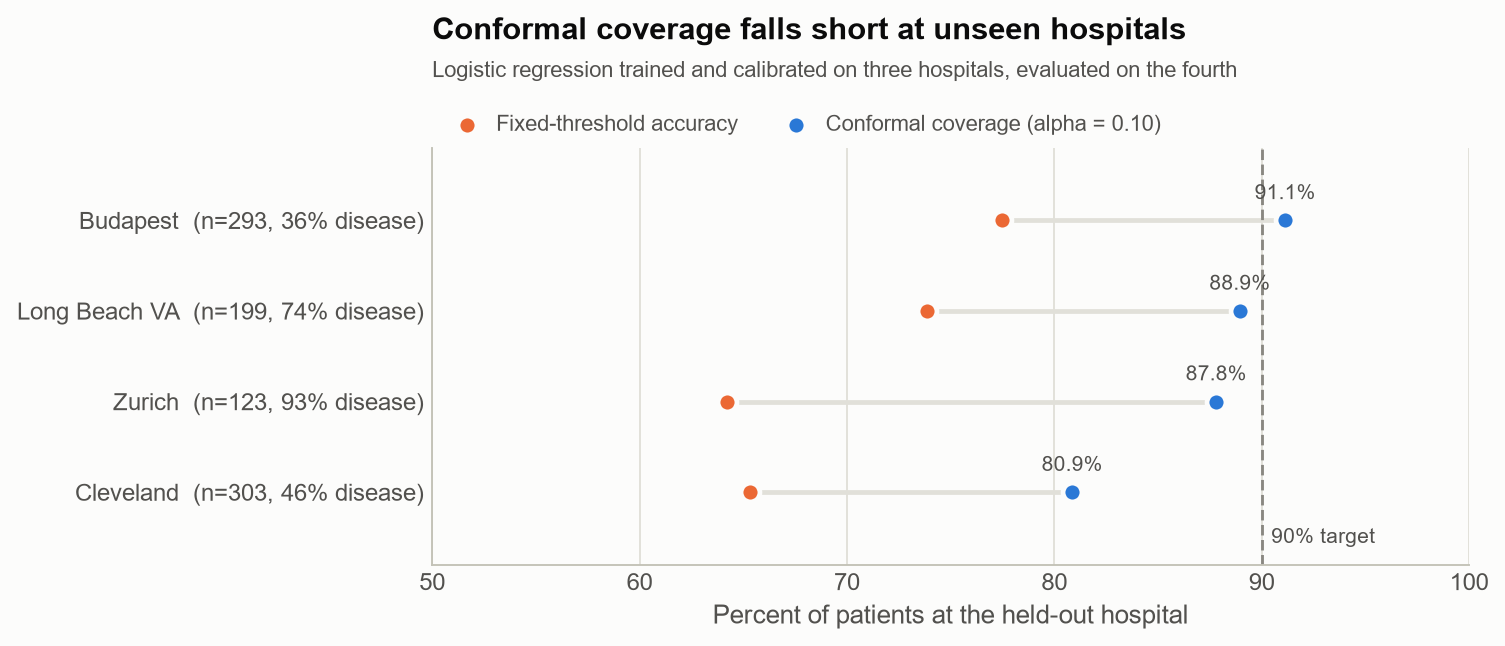 Conformal coverage falls short at unseen hospitals
Logistic regression trained and calibrated on three hospitals, evaluated on the fourth
Fixed-threshold accuracy
Conformal coverage (alpha = 0.10)
91.1%
Budapest (n=293, 36% disease)
88.9%
Long Beach VA (n=199, 74% disease)
87.8%
Zurich (n=123, 93% disease)
80.9%
Cleveland (n=303, 46% disease)
90% target
50 60 70 80 90 100
Percent of patients at the held-out hospital